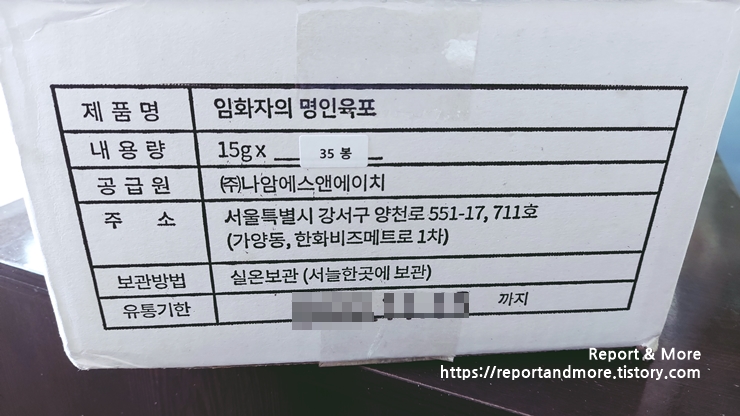 제품명 임화자의 명인육포
내용량 15g x 35 봉
공급원 ㈜나암에스앤에이치
주 소 서울특별시 강서구 양천로 551-17, 711호
(가양동, 한화비즈메트로 1차)
보관방법 실온보관 (서늘한곳에 보관)
유통기한 까지
Report & More
https://reportandmore.tistory.com